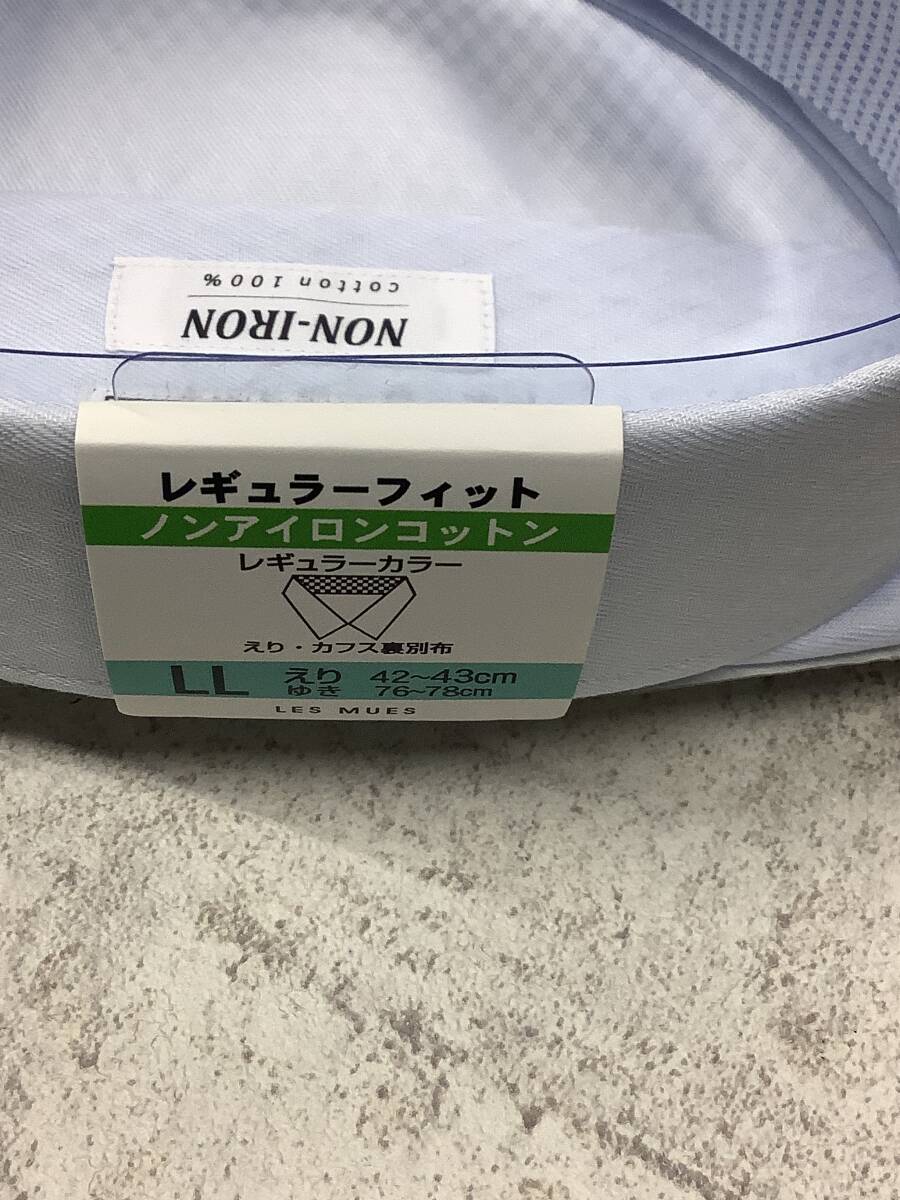 NON-IRON
cotton 100%
レギュラーフィット
ノンアイロンコットン
レギュラーカラー
えり・カフス裏別布
LL えり 42~43cm
ゆき 76~78cm
LES MUES